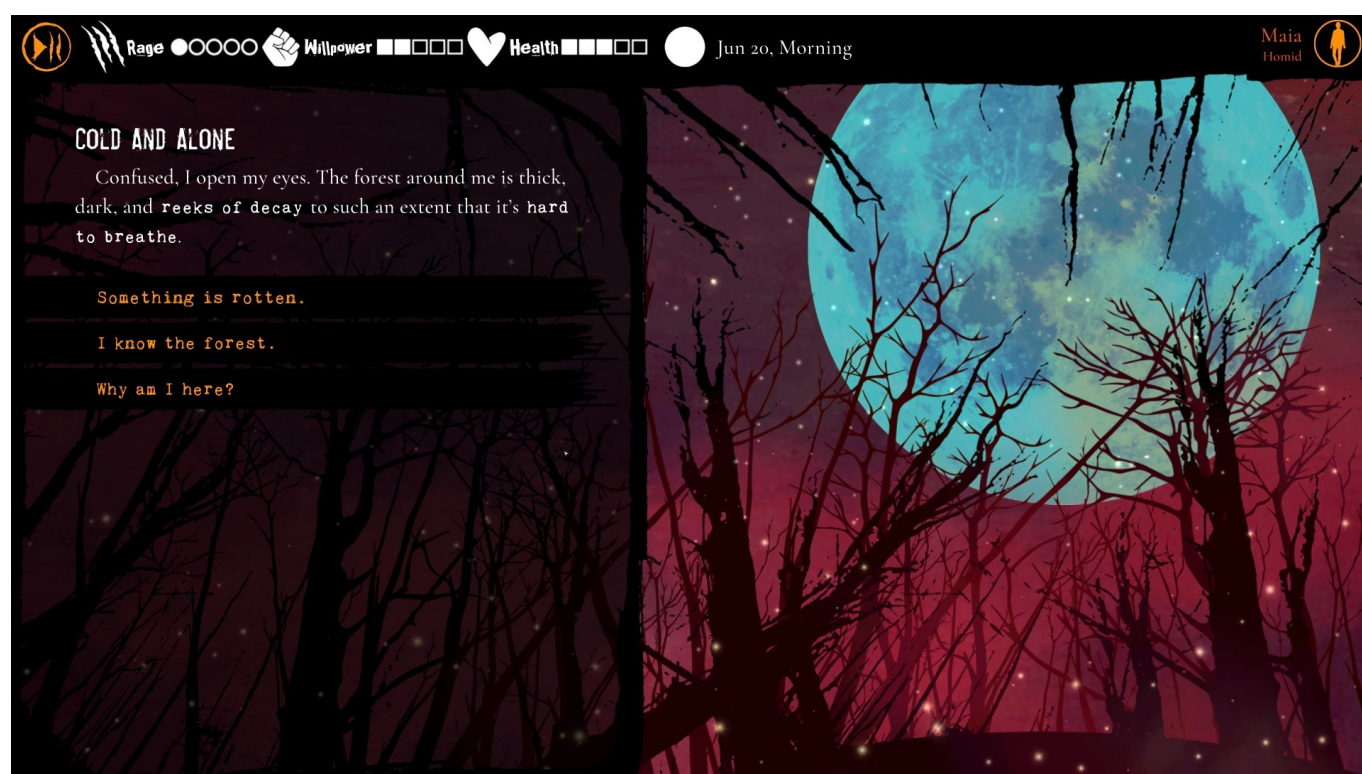 Rage
Willpower
Health
Jun 20, Morning
Maia
Homid
COLD AND ALONE
Confused, I open my eyes. The forest around me is thick,
dark, and reeks of decay to such an extent that it's hard
to breathe.
Something is rotten.
I know the forest.
Why am I here?